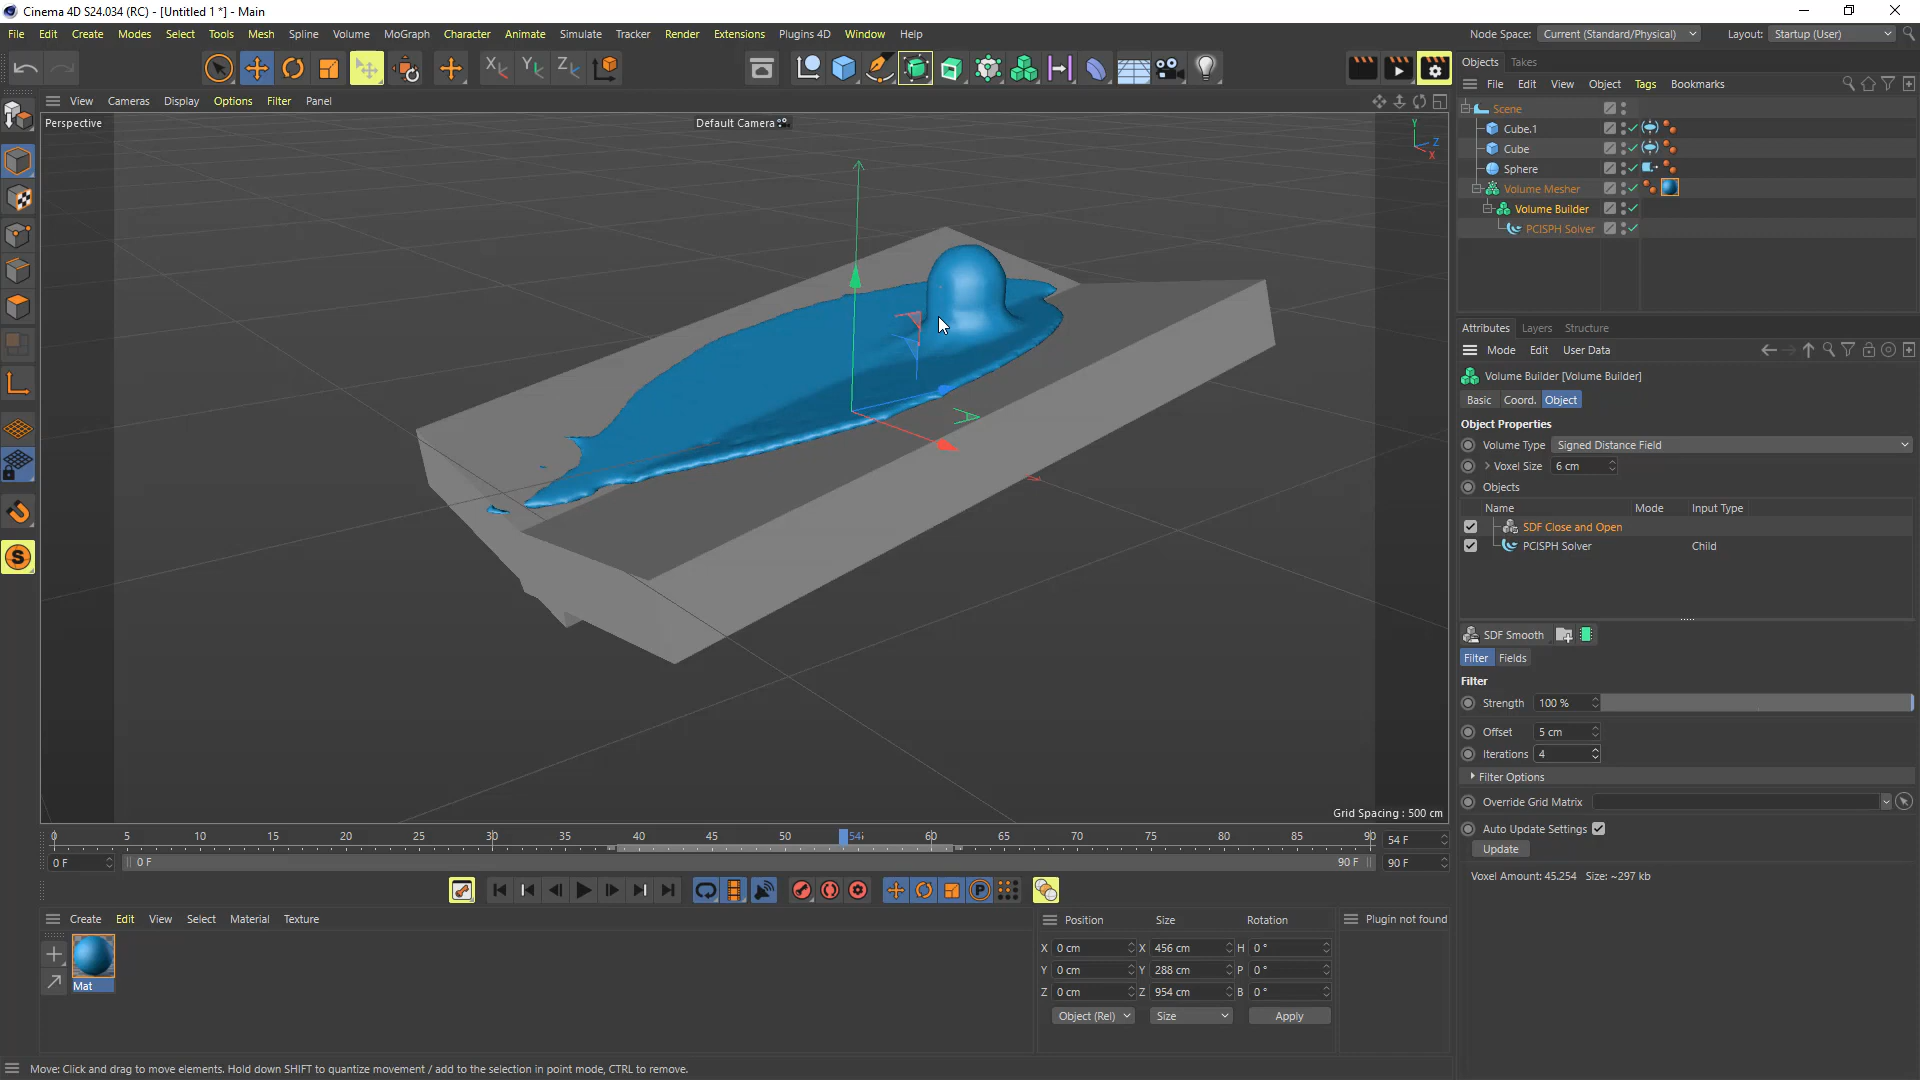 Cinema 4D S24.034 (RC) - [Untitled 1 *] - Main
File Edit Create Modes Select Tools Mesh Spline Volume MoGraph Character Animate Simulate Tracker Render Extensions Plugins 4D Window Help
Node Space: Current (Standard/Physical) Layout: Startup (User)
Objects Takes
File Edit View Object Tags Bookmarks
View Cameras Display Options Filter Panel
Perspective
Default Camera
Y
Z
X
Scene
Cube.1
Cube
Sphere
Volume Mesher
Volume Builder
PCISPH Solver
Attributes Layers Structure
Mode Edit User Data
Volume Builder [Volume Builder]
Basic Coord. Object
Object Properties
Volume Type Signed Distance Field
Voxel Size 6 cm
Objects
Name Mode Input Type
SDF Close and Open
PCISPH Solver Child
SDF Smooth
Filter Fields
Filter
Strength 100 %
Offset 5 cm
Iterations 4
Filter Options
Override Grid Matrix
Auto Update Settings
Update
Voxel Amount: 45.254 Size: ~297 kb
Grid Spacing : 500 cm
0 5 10 15 20 25 30 35 40 45 50 54 60 65 70 75 80 85 90 54 F
0 F 0 F 90 F 90 F
Create Edit View Select Material Texture
Mat
Position Size Rotation
X 0 cm X 456 cm H 0 °
Y 0 cm Y 288 cm P 0 °
Z 0 cm Z 954 cm B 0 °
Object (Rel) Size Apply
Plugin not found
Move: Click and drag to move elements. Hold down SHIFT to quantize movement / add to the selection in point mode, CTRL to remove.